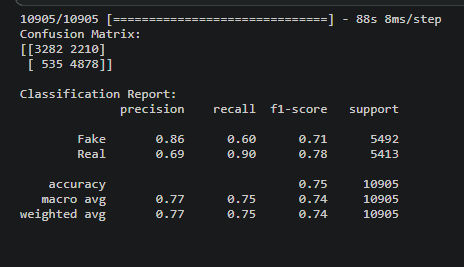 10905/10905 [==============================] - 88s 8ms/step
Confusion Matrix:
[[3282 2210]
 [ 535 4878]]
Classification Report:
precision recall f1-score support
Fake 0.86 0.60 0.71 5492
Real 0.69 0.90 0.78 5413
accuracy 0.75 10905
macro avg 0.77 0.75 0.74 10905
weighted avg 0.77 0.75 0.74 10905